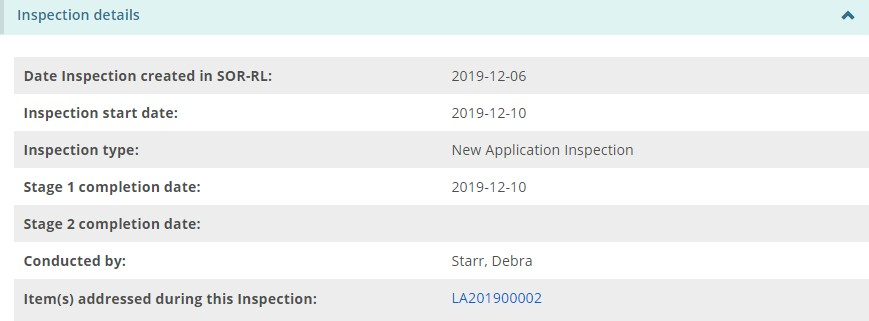 Inspection details
Date Inspection created in SOR-RL: 2019-12-06
Inspection start date: 2019-12-10
Inspection type: New Application Inspection
Stage 1 completion date: 2019-12-10
Stage 2 completion date:
Conducted by: Starr, Debra
Item(s) addressed during this Inspection: LA201900002